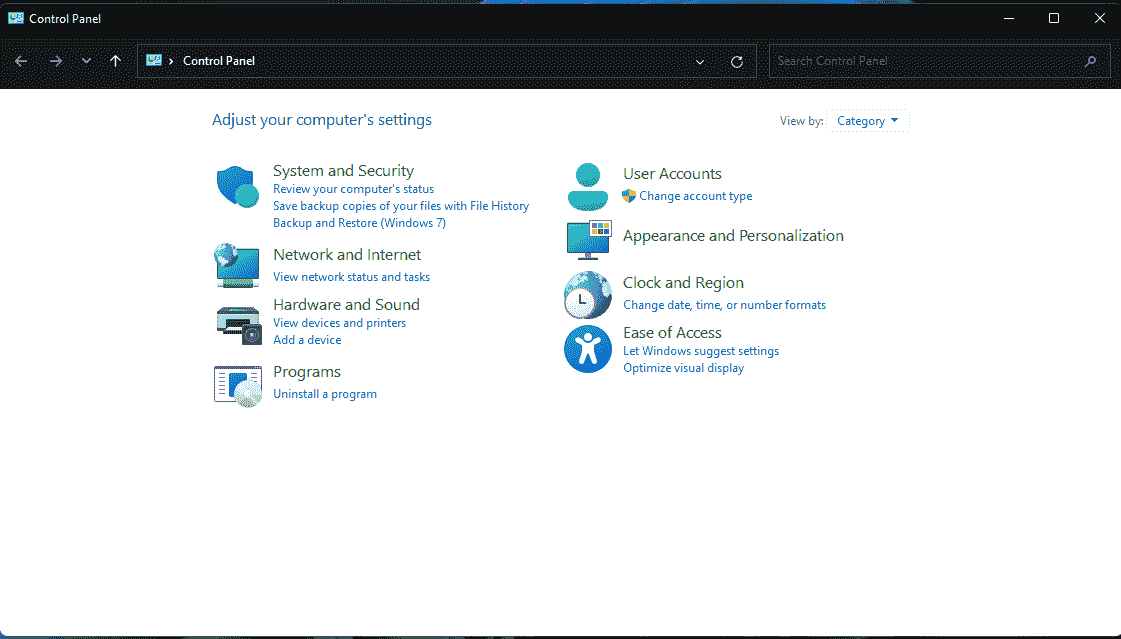 Control Panel
Control Panel
Search Control Panel
Adjust your computer's settings
View by: Category
System and Security
Review your computer's status
Save backup copies of your files with File History
Backup and Restore (Windows 7)
Network and Internet
View network status and tasks
Hardware and Sound
View devices and printers
Add a device
Programs
Uninstall a program
User Accounts
Change account type
Appearance and Personalization
Clock and Region
Change date, time, or number formats
Ease of Access
Let Windows suggest settings
Optimize visual display